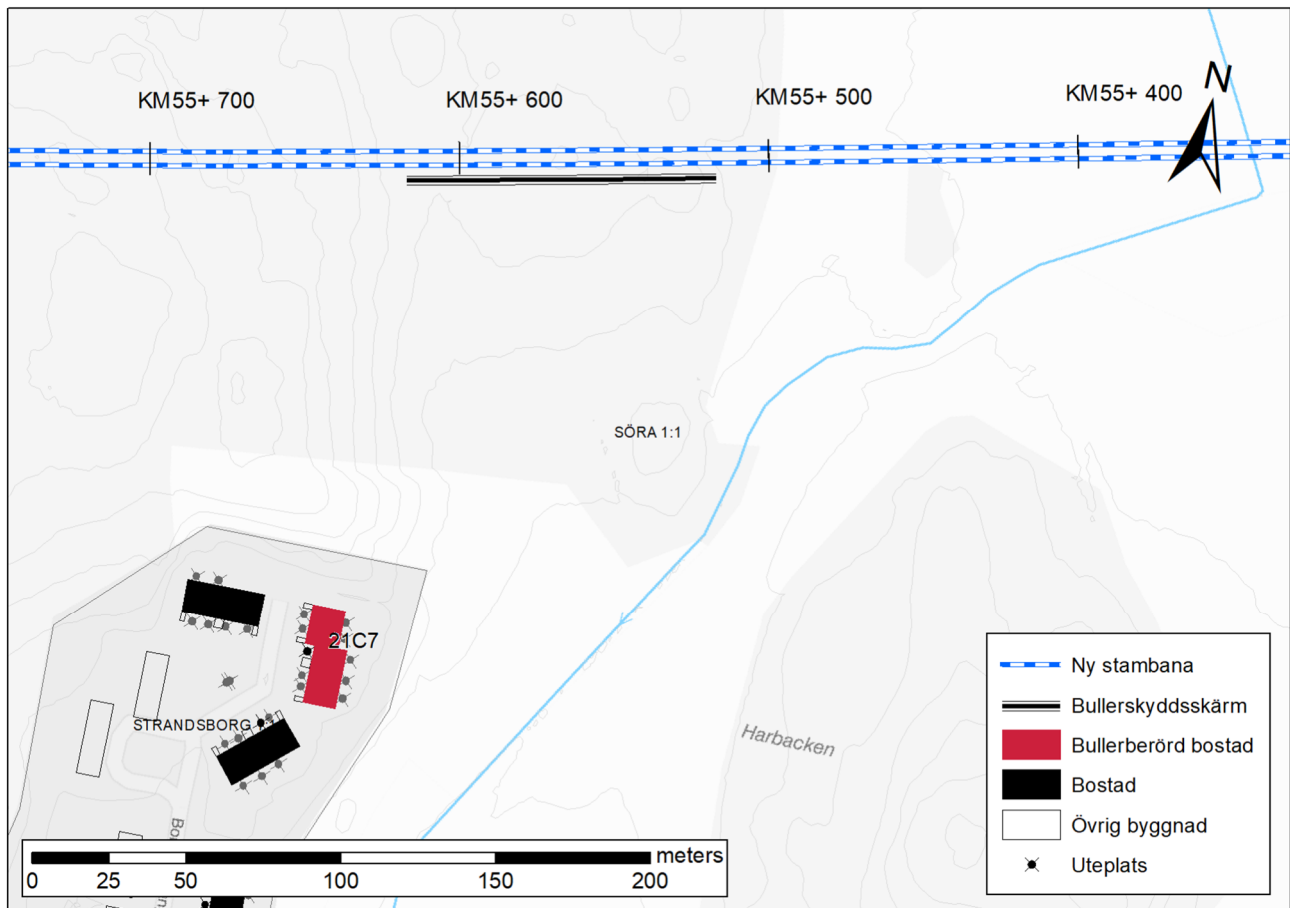 N
KM55+ 700
KM55+ 600
KM55+ 500
KM55+ 400
SÖRA 1:1
21C7
STRANDSBORG
Harbacken
Ny stambana
Bullerskyddsskärm
Bullerberörd bostad
Bostad
Övrig byggnad
Uteplats
meters
0 25 50 100 150 200